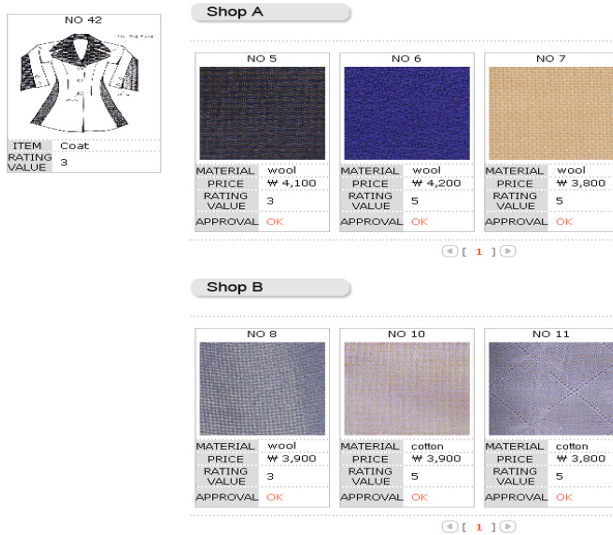 NO 42
ITEM Coat
RATING VALUE 3
Shop A
NO 5
MATERIAL wool
PRICE ₩ 4,100
RATING VALUE 3
APPROVAL OK
NO 6
MATERIAL wool
PRICE ₩ 4,200
RATING VALUE 5
APPROVAL OK
NO 7
MATERIAL wool
PRICE ₩ 3,800
RATING VALUE 5
APPROVAL OK
[ 1 ]
Shop B
NO 8
MATERIAL wool
PRICE ₩ 3,900
RATING VALUE 3
APPROVAL OK
NO 10
MATERIAL cotton
PRICE ₩ 3,900
RATING VALUE 5
APPROVAL OK
NO 11
MATERIAL cotton
PRICE ₩ 3,800
RATING VALUE 5
APPROVAL OK
[ 1 ]